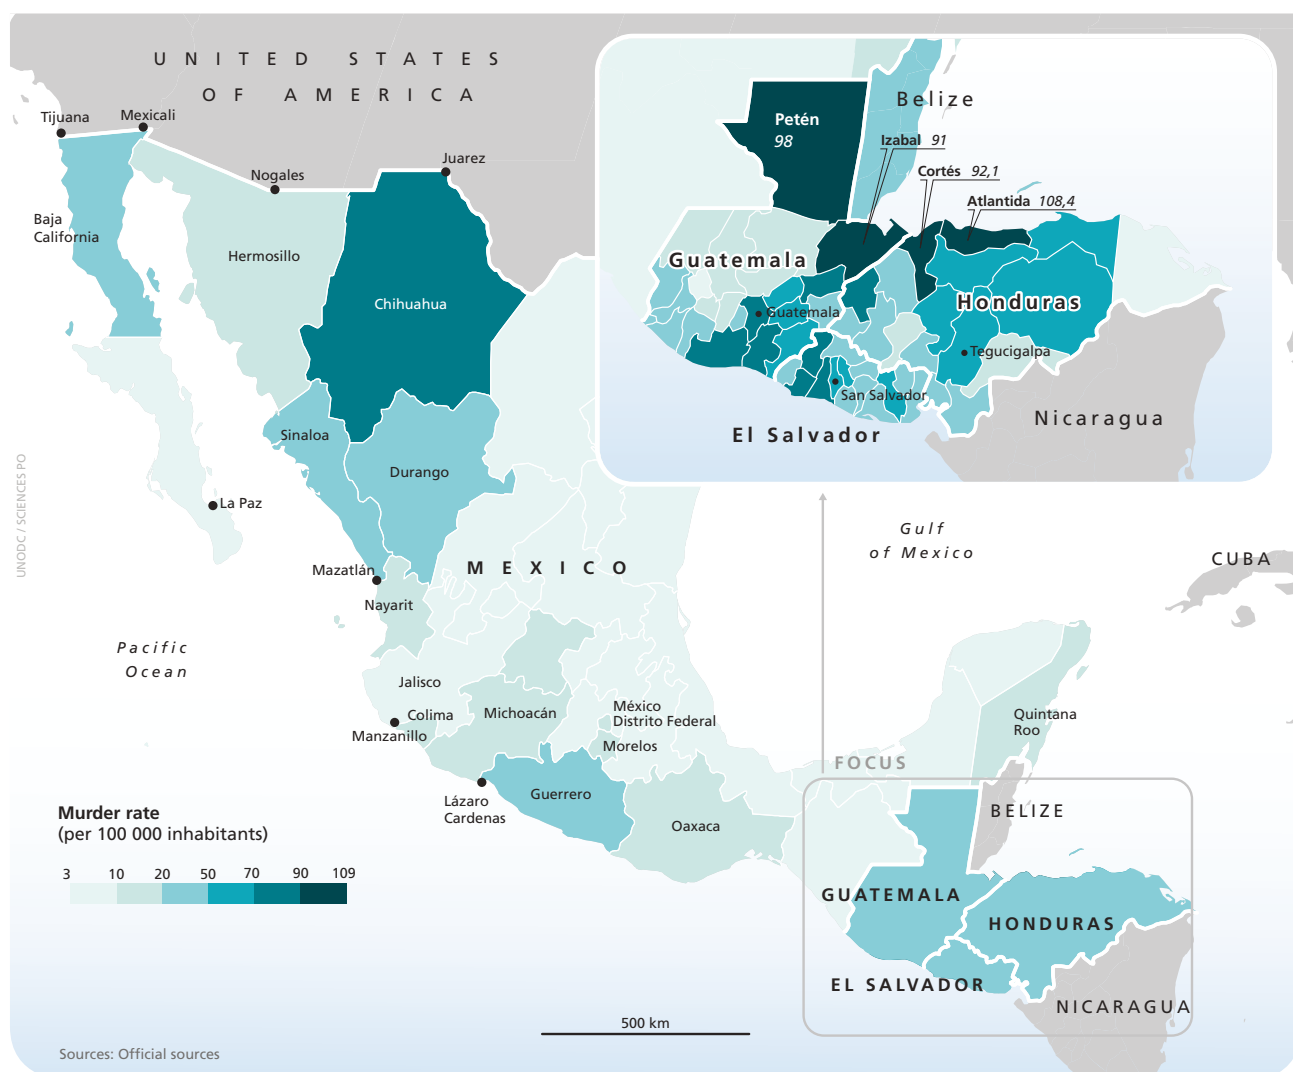 UNITED STATES
OF AMERICA
Tijuana
Mexicali
Nogales
Juarez
Baja
California
Hermosillo
Chihuahua
Sinaloa
Durango
La Paz
Mazatlán
MEXICO
Nayarit
Pacific
Ocean
Jalisco
Colima
Manzanillo
Michoacán
México
Distrito Federal
Morelos
Lázaro
Cardenas
Guerrero
Oaxaca
Quintana
Roo
Gulf
of Mexico
CUBA
FOCUS
BELIZE
GUATEMALA
HONDURAS
EL SALVADOR
NICARAGUA
Belize
Petén
98
Izabal 91
Cortés 92,1
Atlantida 108,4
Guatemala
Honduras
Guatemala
Tegucigalpa
San Salvador
El Salvador
Nicaragua
Murder rate
(per 100 000 inhabitants)
3 10 20 50 70 90 109
500 km
Sources: Official sources
UNODC / SCIENCES PO